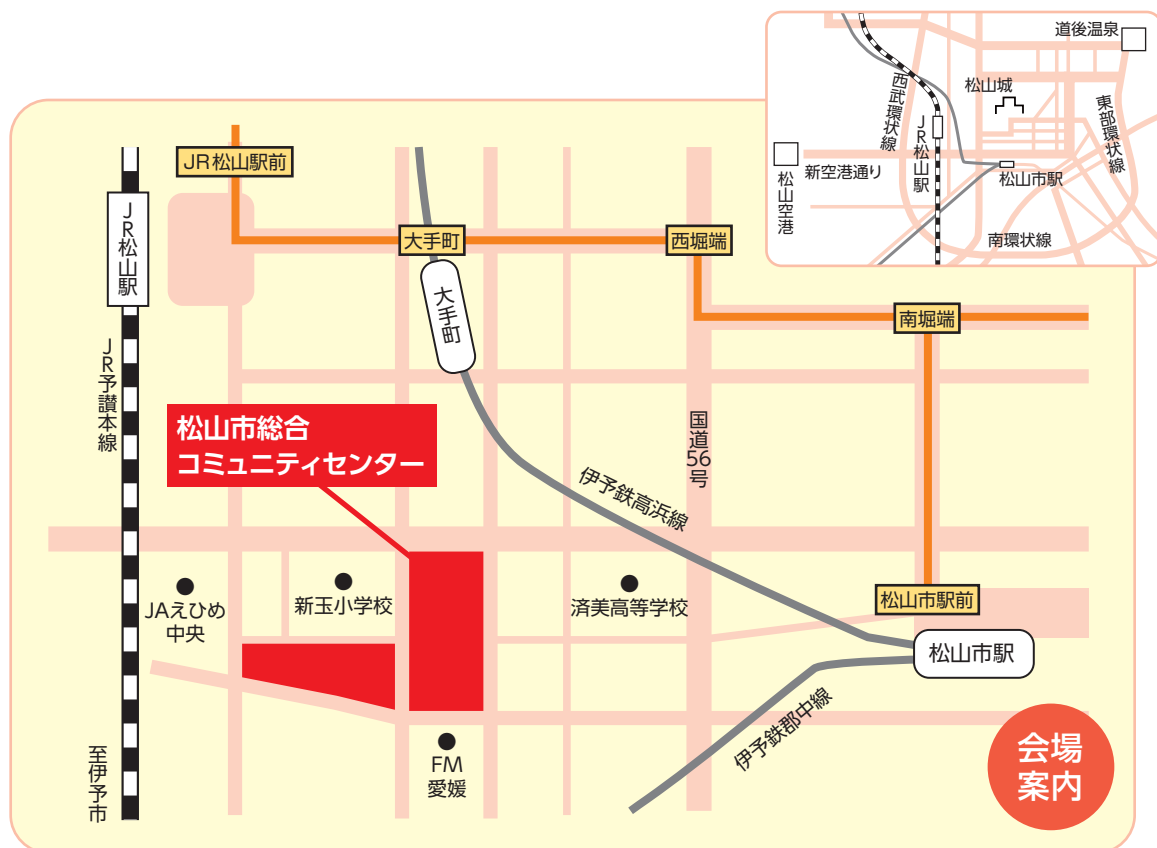 道後温泉
松山城
西武環状線
東部環状線
JR松山駅
新空港通り
松山市駅
松山空港
南環状線
JR松山駅前
JR松山駅
大手町
西堀端
大手町
南堀端
JR予讃本線
松山市総合
コミュニティセンター
国道56号
伊予鉄高浜線
JAえひめ
中央
新玉小学校
済美高等学校
松山市駅前
松山市駅
伊予鉄郡中線
FM
愛媛
至伊予市
会場
案内